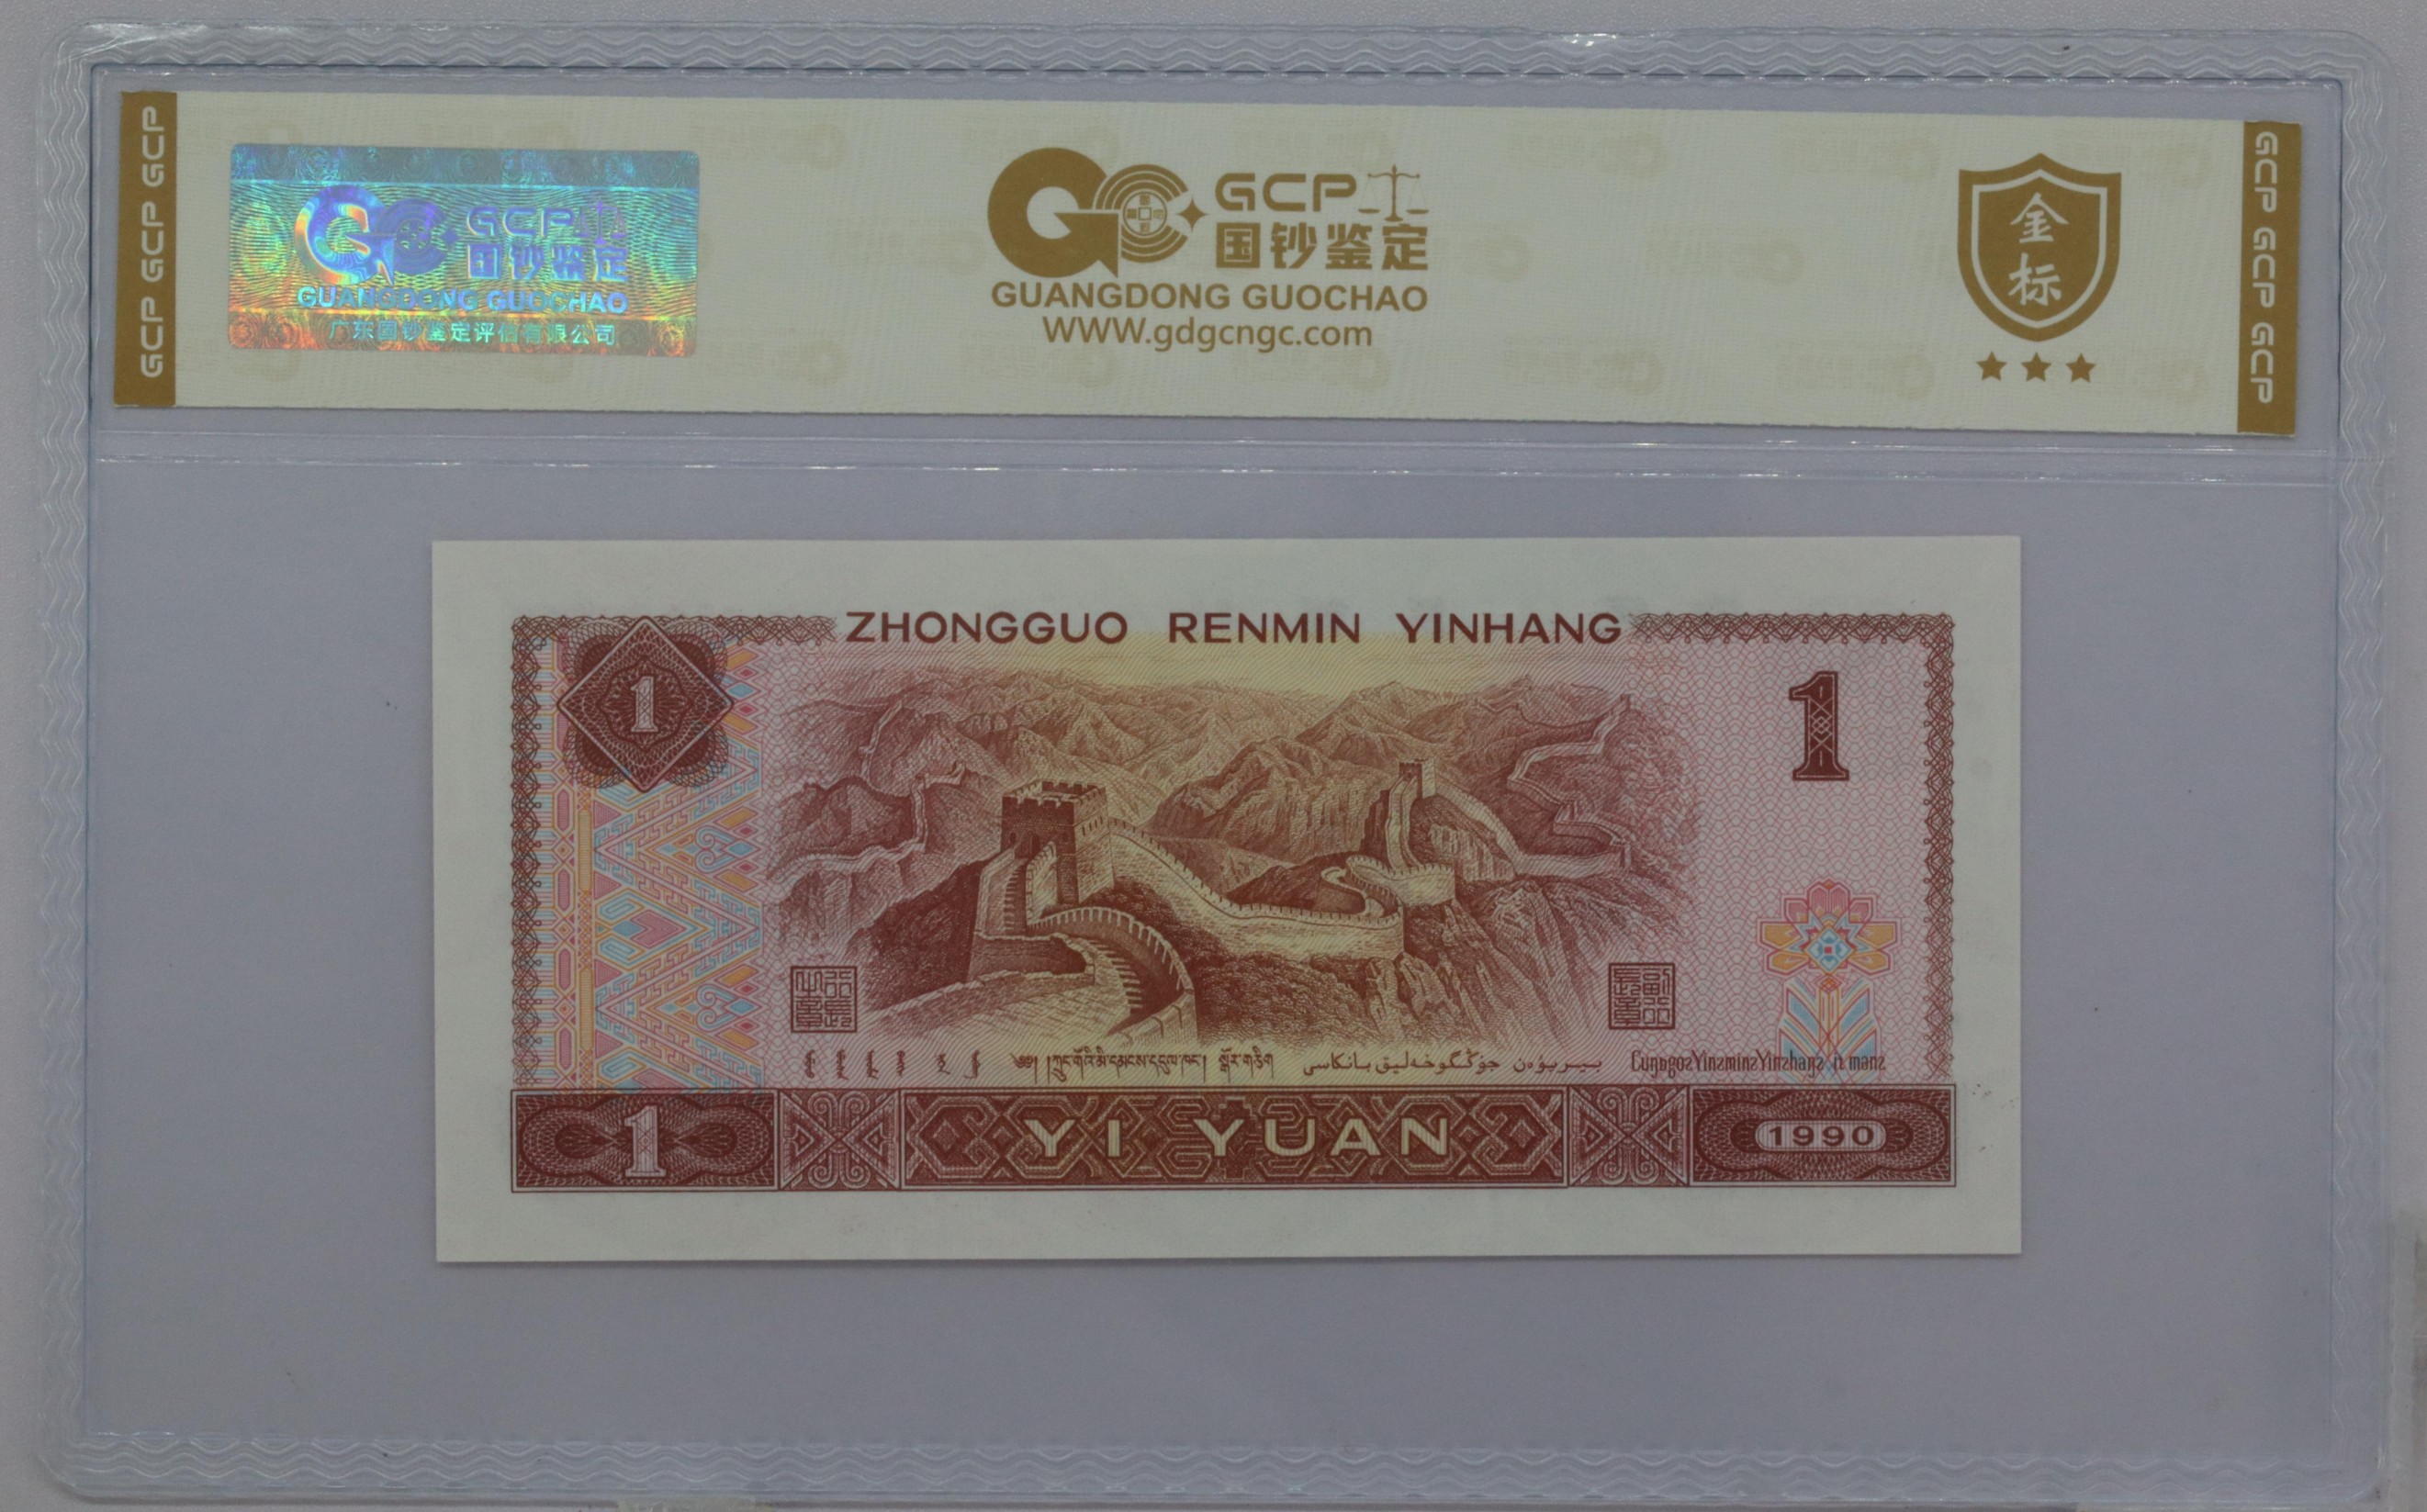 GCP GCP GCP
GCP
国钞鉴定
GUANGDONG GUOCHAO
广东国钞鉴定评估有限公司
GCP
国钞鉴定
GUANGDONG GUOCHAO
WWW.gdgcngc.com
金
标
GCP GCP GCP
ZHONGGUO RENMIN YINHANG
1
1
YI YUAN
1
1990